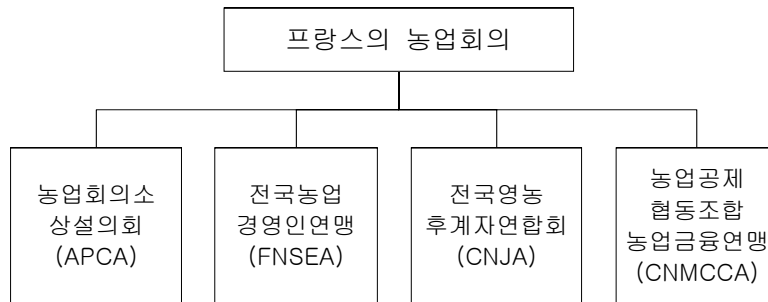 프랑스의 농업회의
농업회의소
상설의회
(APCA)
전국농업
경영인연맹
(FNSEA)
전국영농
후계자연합회
(CNJA)
농업공제
협동조합
농업금융연맹
(CNMCCA)